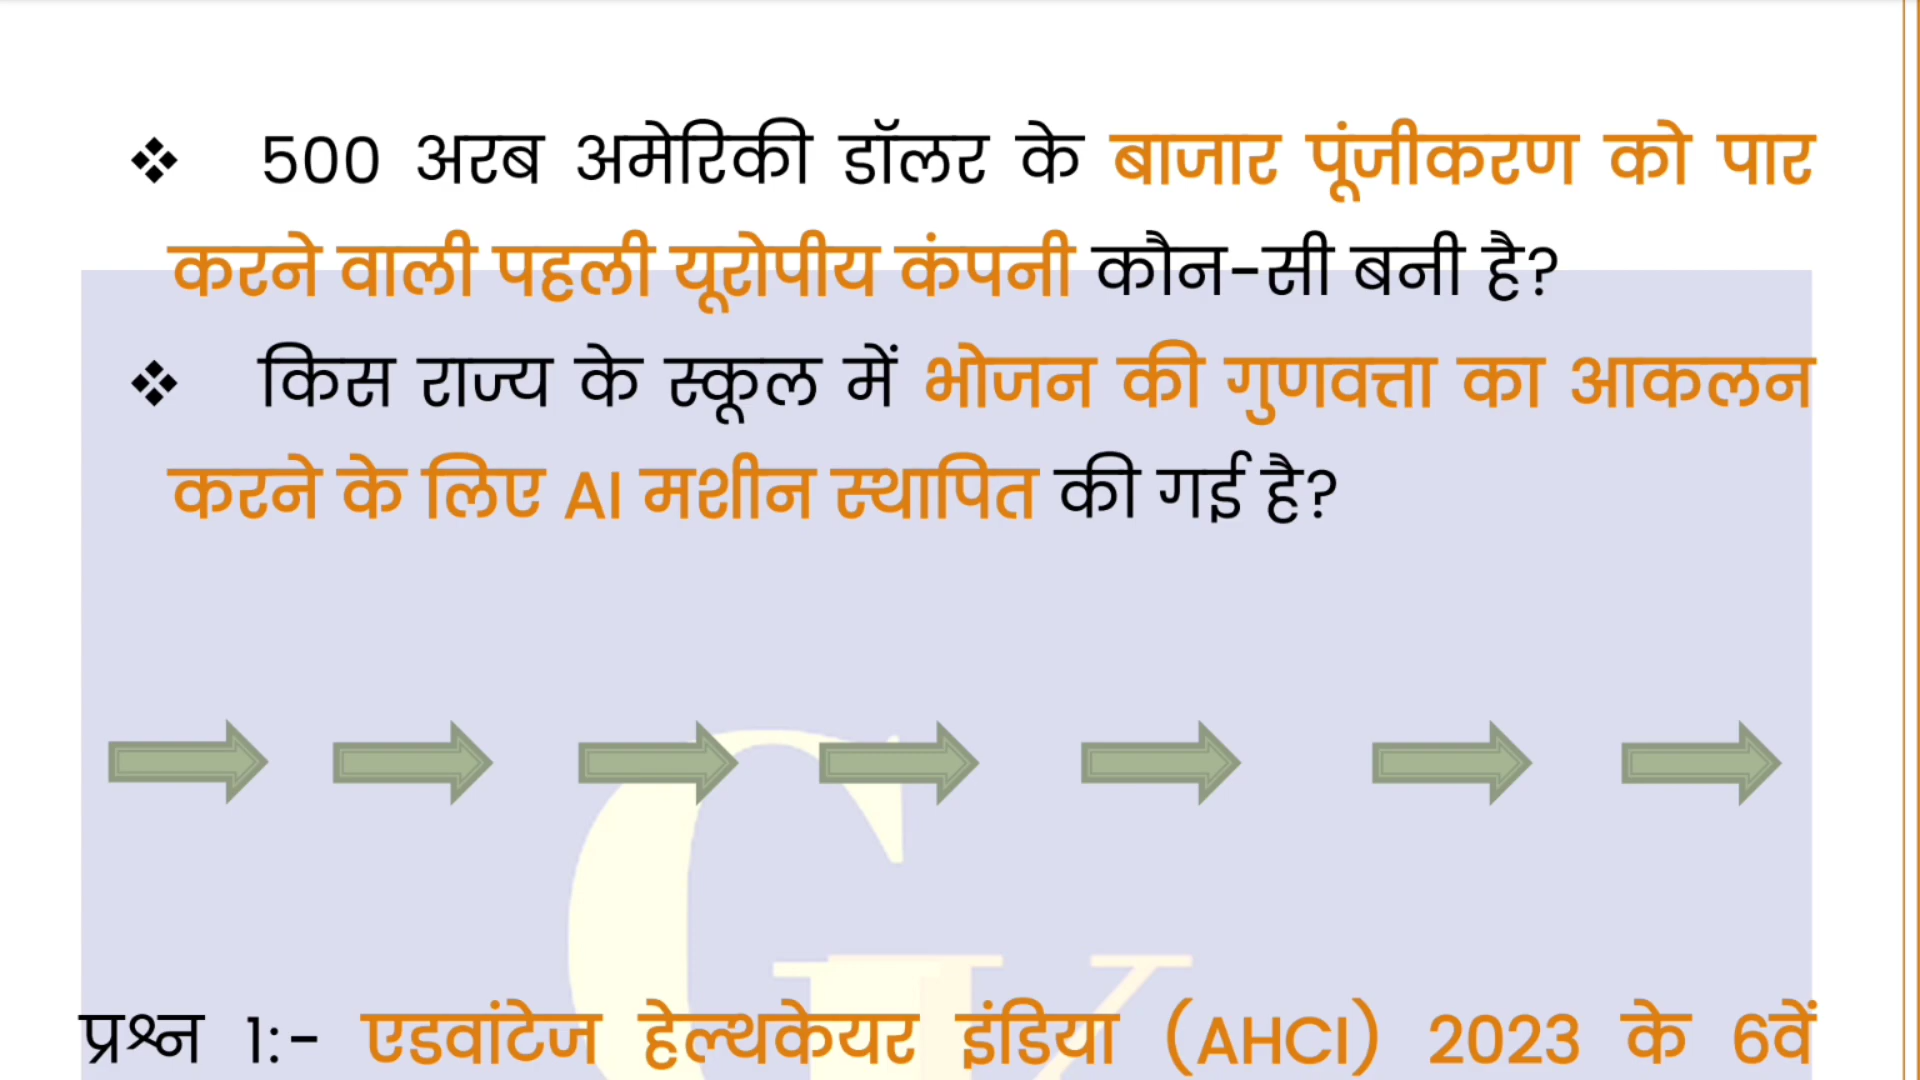 ❖ 500 अरब अमेरिकी डॉलर के बाजार पूंजीकरण को पार
करने वाली पहली यूरोपीय कंपनी कौन-सी बनी है?
❖ किस राज्य के स्कूल में भोजन की गुणवत्ता का आकलन
करने के लिए AI मशीन स्थापित की गई है?
प्रश्न 1:- एडवांटेज हेल्थकेयर इंडिया (AHCI) 2023 के 6वें